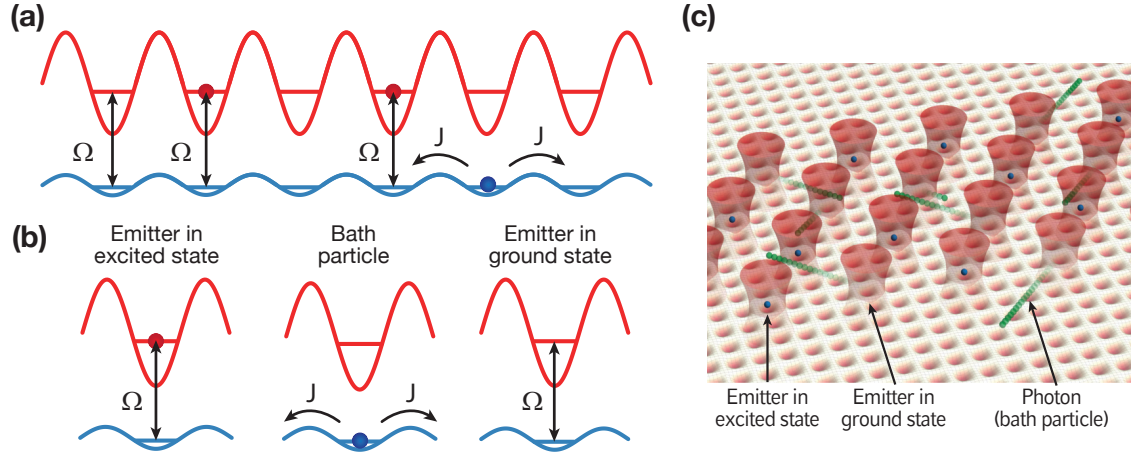 (a)
Ω
Ω
Ω
J
J
(b)
Emitter in
excited state
Bath
particle
Emitter in
ground state
Ω
J
J
Ω
(c)
Emitter in
excited state
Emitter in
ground state
Photon
(bath particle)